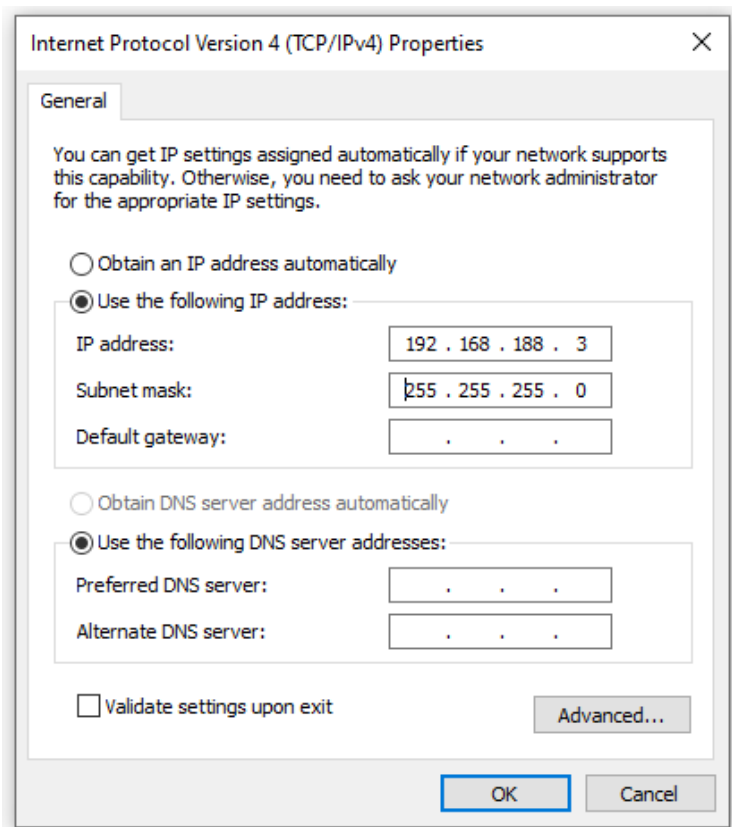 Internet Protocol Version 4 (TCP/IPv4) Properties
General
You can get IP settings assigned automatically if your network supports
this capability. Otherwise, you need to ask your network administrator
for the appropriate IP settings.
Obtain an IP address automatically
Use the following IP address:
IP address: 192 . 168 . 188 . 3
Subnet mask: 255 . 255 . 255 . 0
Default gateway: . . .
Obtain DNS server address automatically
Use the following DNS server addresses:
Preferred DNS server: . . .
Alternate DNS server: . . .
Validate settings upon exit
Advanced...
OK Cancel